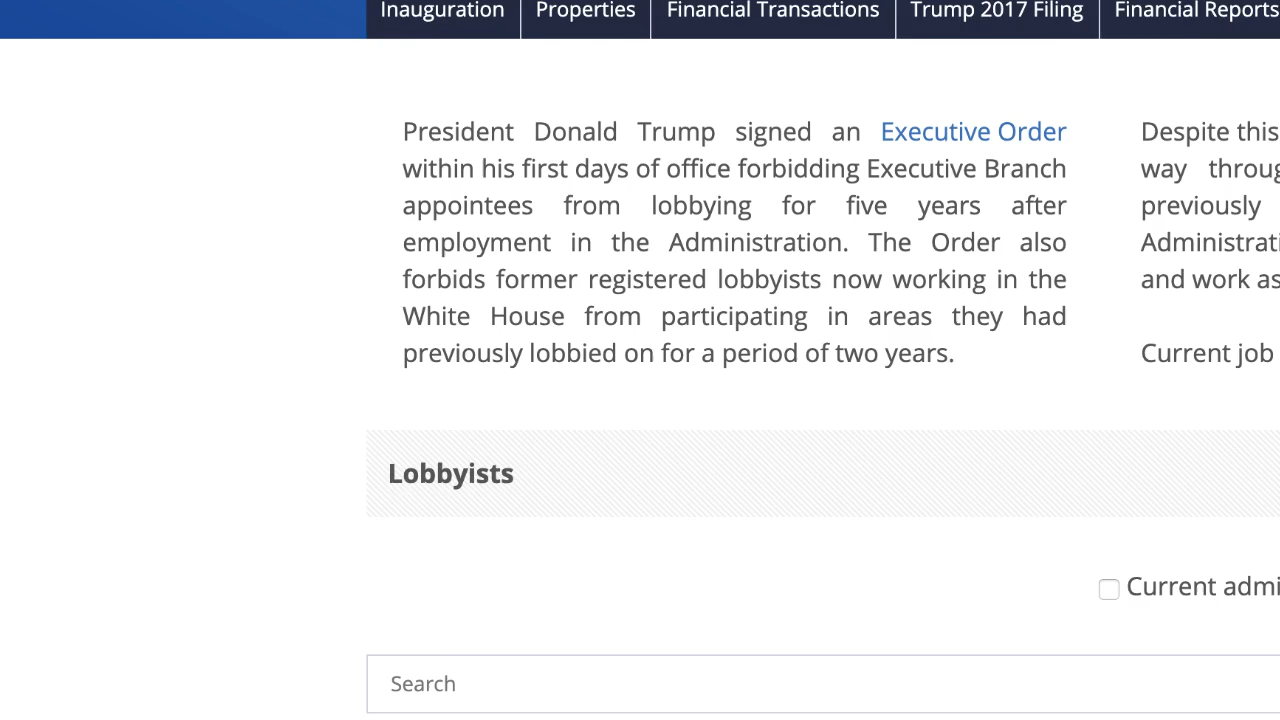 Inauguration Properties Financial Transactions Trump 2017 Filing Financial Reports
President Donald Trump signed an Executive Order
within his first days of office forbidding Executive Branch
appointees from lobbying for five years after
employment in the Administration. The Order also
forbids former registered lobbyists now working in the
White House from participating in areas they had
previously lobbied on for a period of two years.
Despite this
way throug
previously
Administrati
and work as
Current job
Lobbyists
Current admi
Search